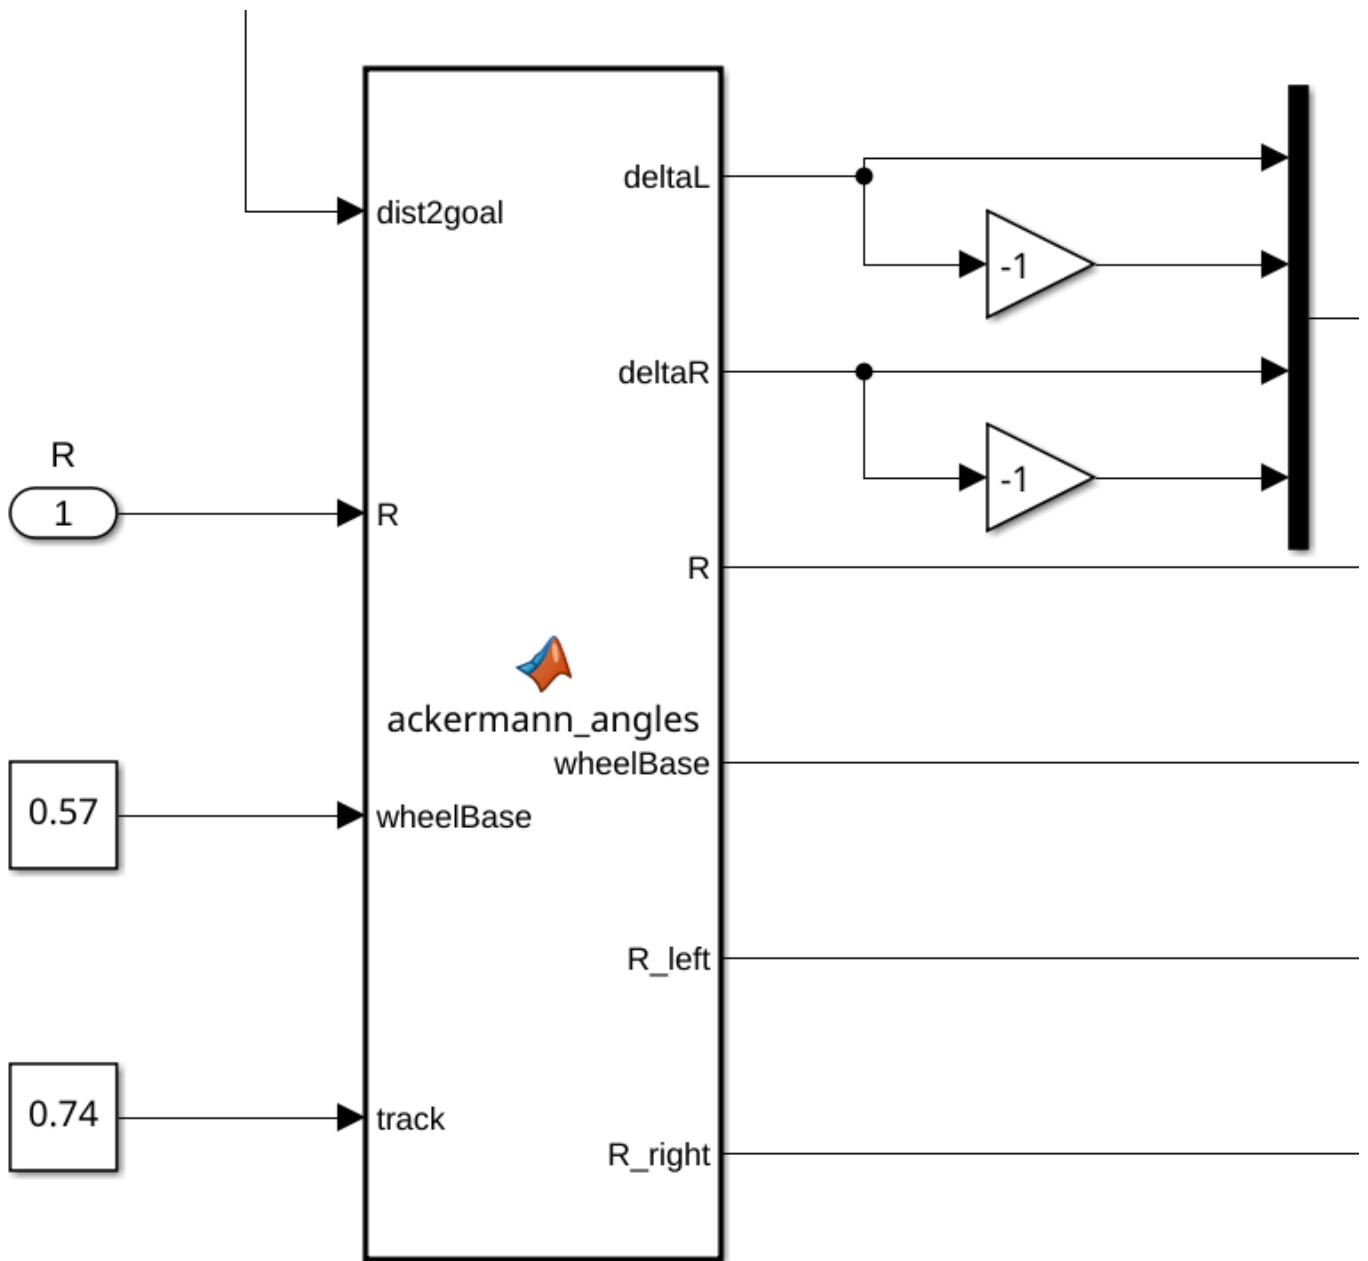 deltaL
dist2goal
-1
deltaR
R
-1
1
R
R
ackermann_angles
wheelBase
0.57
wheelBase
R_left
0.74
track
R_right